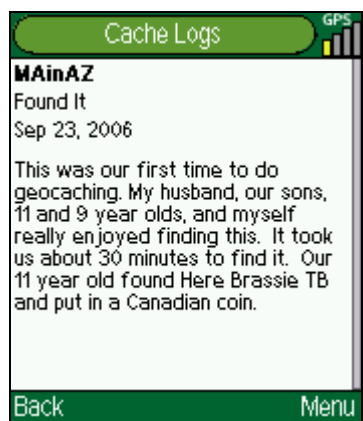 Cache Logs
GPS
MAinAZ
Found It
Sep 23, 2006
This was our first time to do
geocaching. My husband, our sons,
11 and 9 year olds, and myself
really enjoyed finding this. It took
us about 30 minutes to find it. Our
11 year old found Here Brassie TB
and put in a Canadian coin.
Back Menu